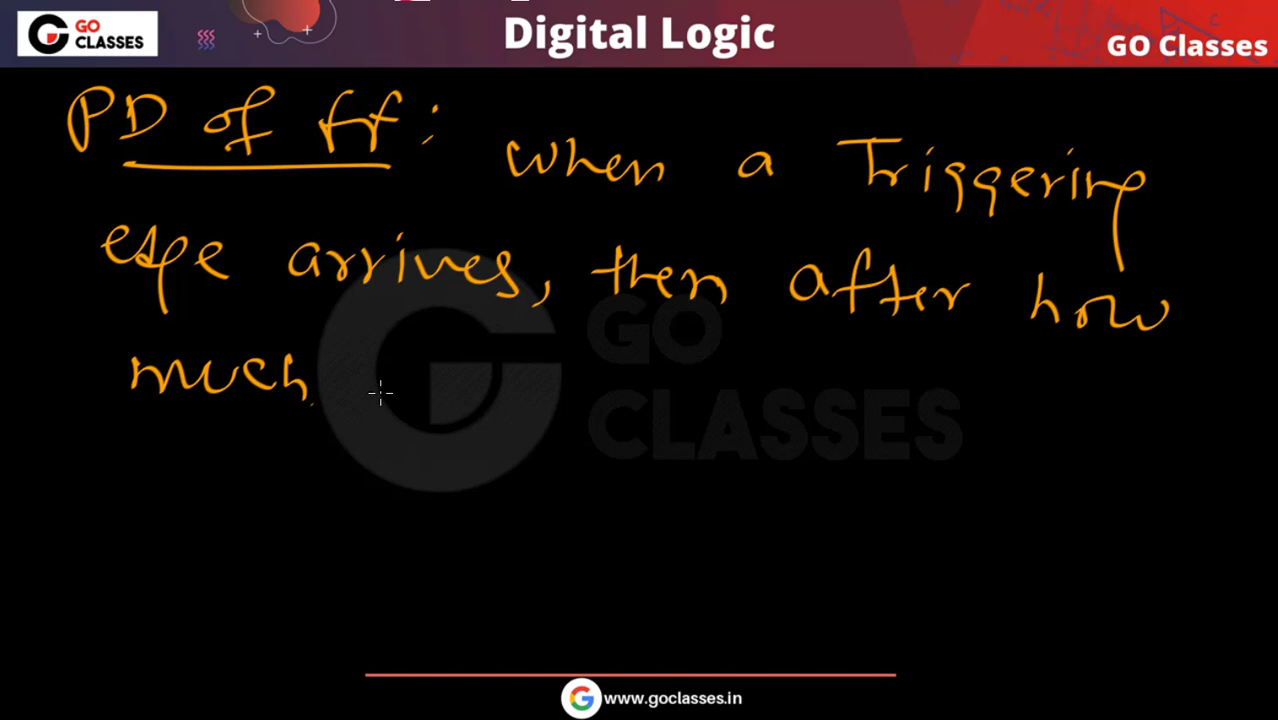 GO
CLASSES
Digital Logic
GO Classes
PD of ff : when a Triggering
edge arrives, then after how
much
GO
CLASSES
www.goclasses.in